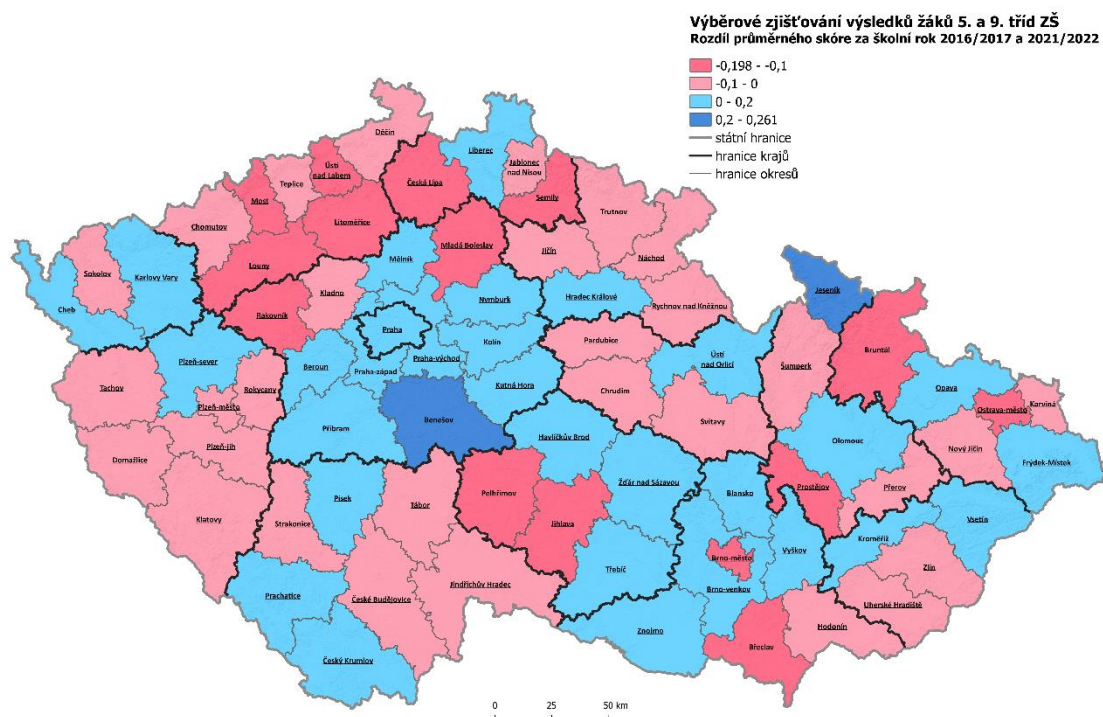 Výběrové zjišťování výsledků žáků 5. a 9. tříd ZŠ
Rozdíl průměrného skóre za školní rok 2016/2017 a 2021/2022
-0,198 - -0,1
-0,1 - 0
0 - 0,2
0,2 - 0,261
státní hranice
hranice krajů
hranice okresů
Děčín
Liberec
Ústí
nad Labem
Teplice
Jablonec
nad Nisou
Česká Lípa
Most
Semily
Litoměřice
Trutnov
Chomutov
Mladá Boleslav
Jičín
Louny
Mělník
Náchod
Sokolov
Karlovy Vary
Kladno
Jeseník
Nymburk
Hradec Králové
Rychnov nad Kněžnou
Cheb
Rakovník
Praha
Kolín
Pardubice
Bruntál
Ústí
nad Orlicí
Plzeň-sever
Beroun
Praha-východ
Praha-západ
Šumperk
Tachov
Rokycany
Kutná Hora
Chrudim
Opava
Karviná
Plzeň-město
Ostrava-město
Benešov
Svitavy
Příbram
Havlíčkův Brod
Olomouc
Plzeň-jih
Nový Jičín
Domažlice
Frýdek-Místek
Žďár nad Sázavou
Přerov
Prostějov
Písek
Tábor
Pelhřimov
Blansko
Klatovy
Strakonice
Jihlava
Vsetín
Kroměříž
Vyškov
Brno-město
Třebíč
Zlín
Jindřichův Hradec
Brno-venkov
Prachatice
České Budějovice
Uherské Hradiště
Hodonín
Znojmo
Břeclav
Český Krumlov
0 25 50 km